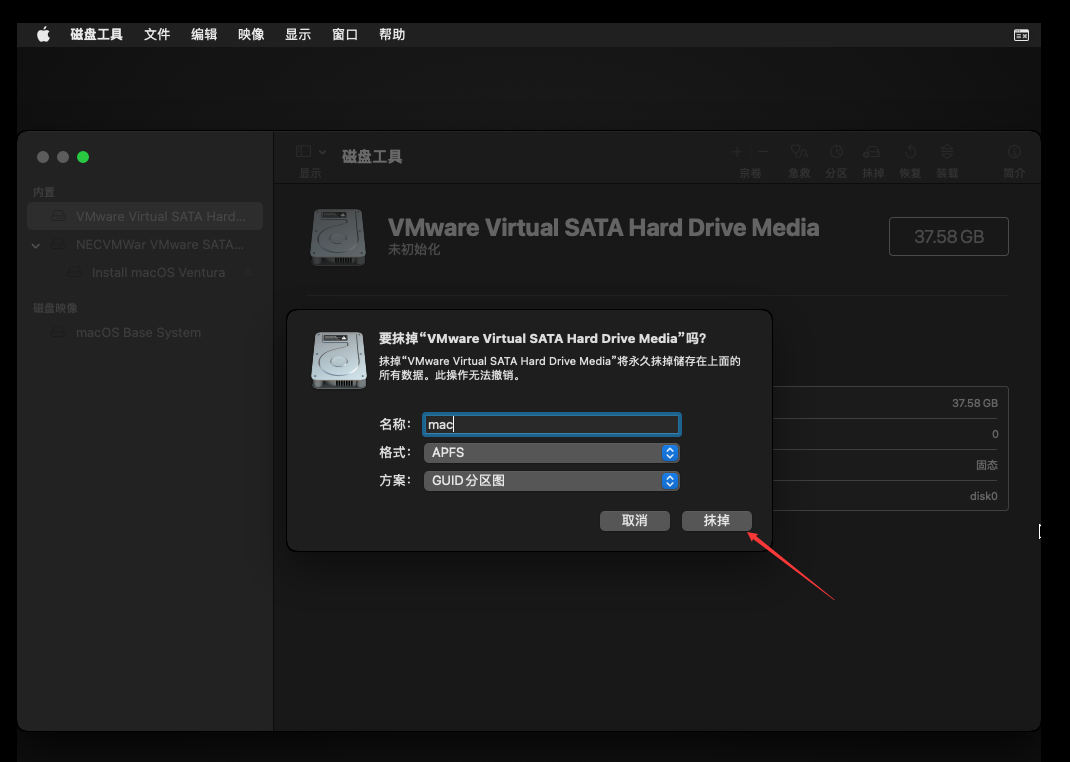 磁盘工具 文件 编辑 映像 显示 窗口 帮助
磁盘工具
显示
宗卷 急救 分区 抹掉 恢复 装载 简介
内置
VMware Virtual SATA Hard...
NECVMWar VMware SATA...
Install macOS Ventura
磁盘映像
macOS Base System
VMware Virtual SATA Hard Drive Media
未初始化
37.58 GB
要抹掉“VMware Virtual SATA Hard Drive Media”吗？
抹掉“VMware Virtual SATA Hard Drive Media”将永久抹掉储存在上面的
所有数据。此操作无法撤销。
名称： mac
格式： APFS
方案： GUID分区图
取消 抹掉
37.58 GB
0
固态
disk0